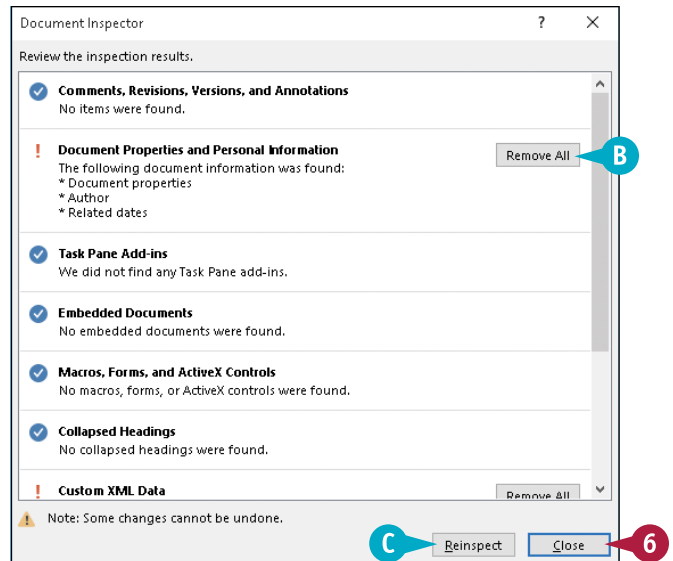 Document Inspector ? ×
Review the inspection results.
Comments, Revisions, Versions, and Annotations
No items were found.
! Document Properties and Personal Information Remove All B
The following document information was found:
* Document properties
* Author
* Related dates
Task Pane Add-ins
We did not find any Task Pane add-ins.
Embedded Documents
No embedded documents were found.
Macros, Forms, and ActiveX Controls
No macros, forms, or ActiveX controls were found.
Collapsed Headings
No collapsed headings were found.
! Custom XML Data Remove All
! Note: Some changes cannot be undone.
C Reinspect Close 6